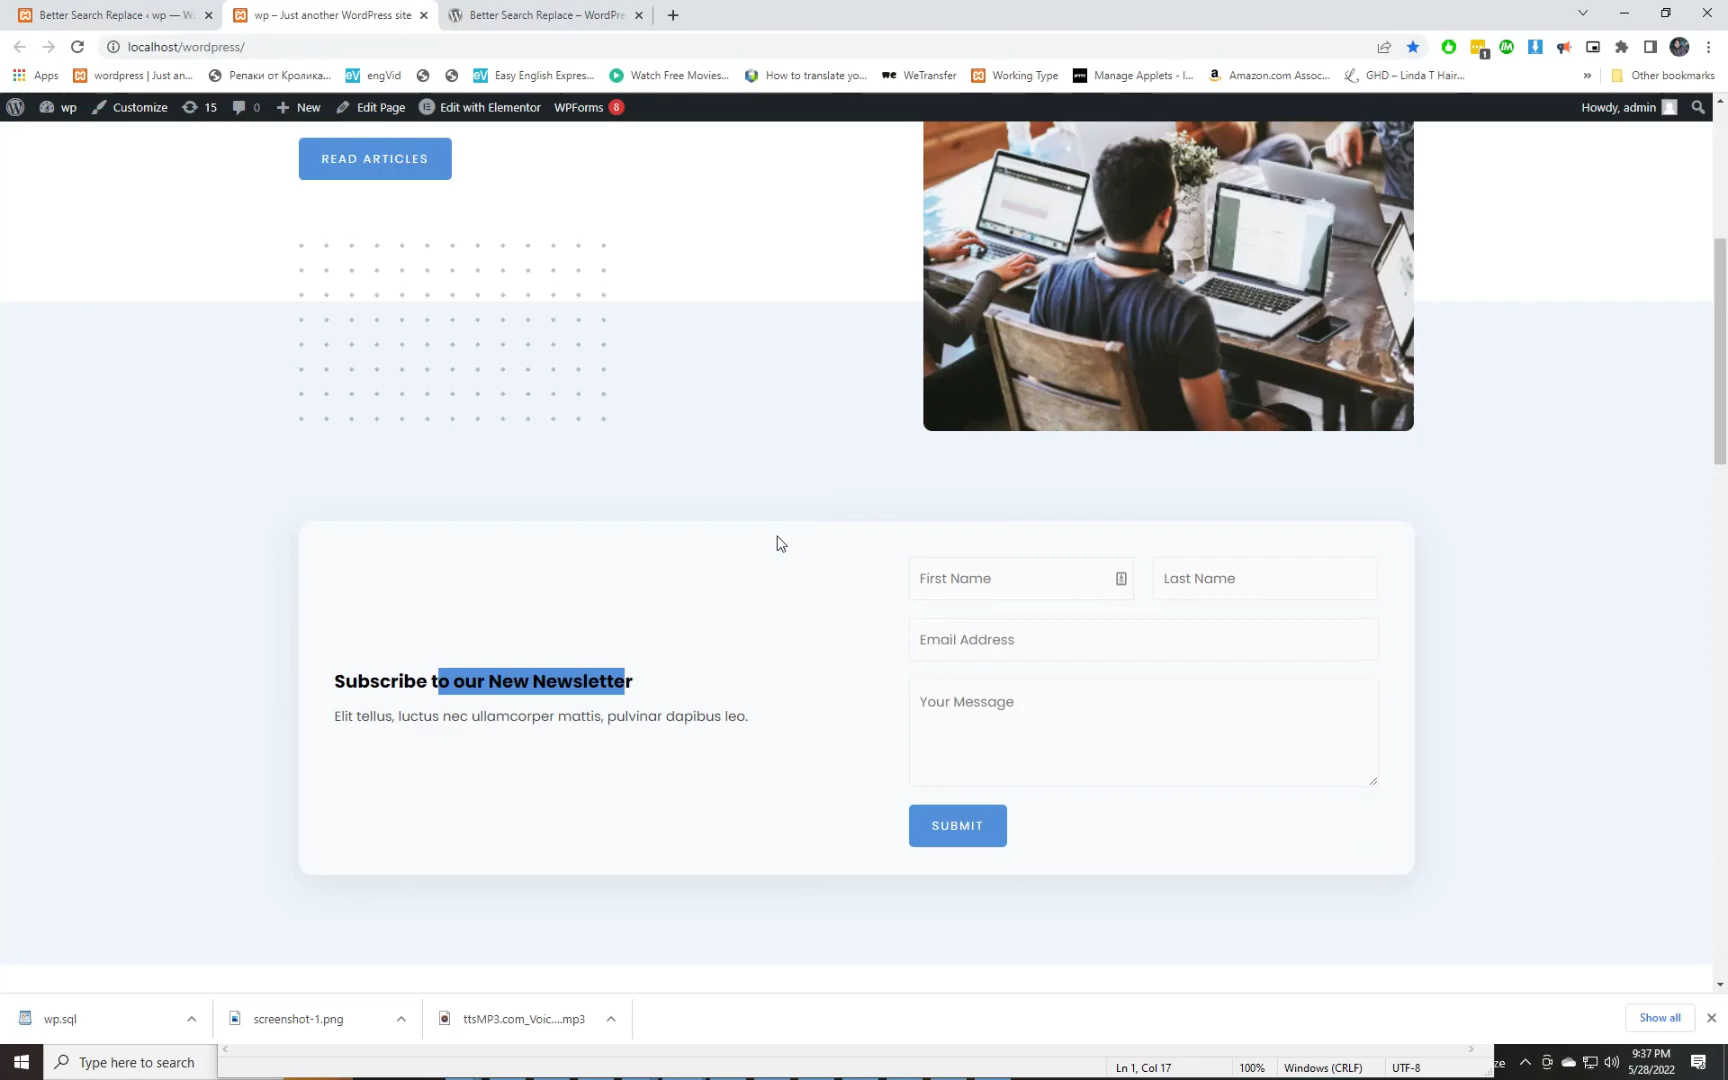 Better Search Replace ‹ wp — W
wp – Just another WordPress site
Better Search Replace – WordPre
localhost/wordpress/
1
Apps
wordpress | Just an...
Репаки от Кролика...
engVid
Easy English Expres...
Watch Free Movies...
How to translate yo...
WeTransfer
Working Type
Manage Applets - I...
Amazon.com Assoc...
GHD – Linda T Hair...
»
Other bookmarks
wp
Customize
15
0
New
Edit Page
Edit with Elementor
WPForms 8
Howdy, admin
READ ARTICLES
First Name
Last Name
Email Address
Subscribe to our New Newsletter
Your Message
Elit tellus, luctus nec ullamcorper mattis, pulvinar dapibus leo.
SUBMIT
wp.sql
screenshot-1.png
ttsMP3.com_Voic....mp3
Show all
Type here to search
Ln 1, Col 17
100%
Windows (CRLF)
UTF-8
ze
9:37 PM
5/28/2022